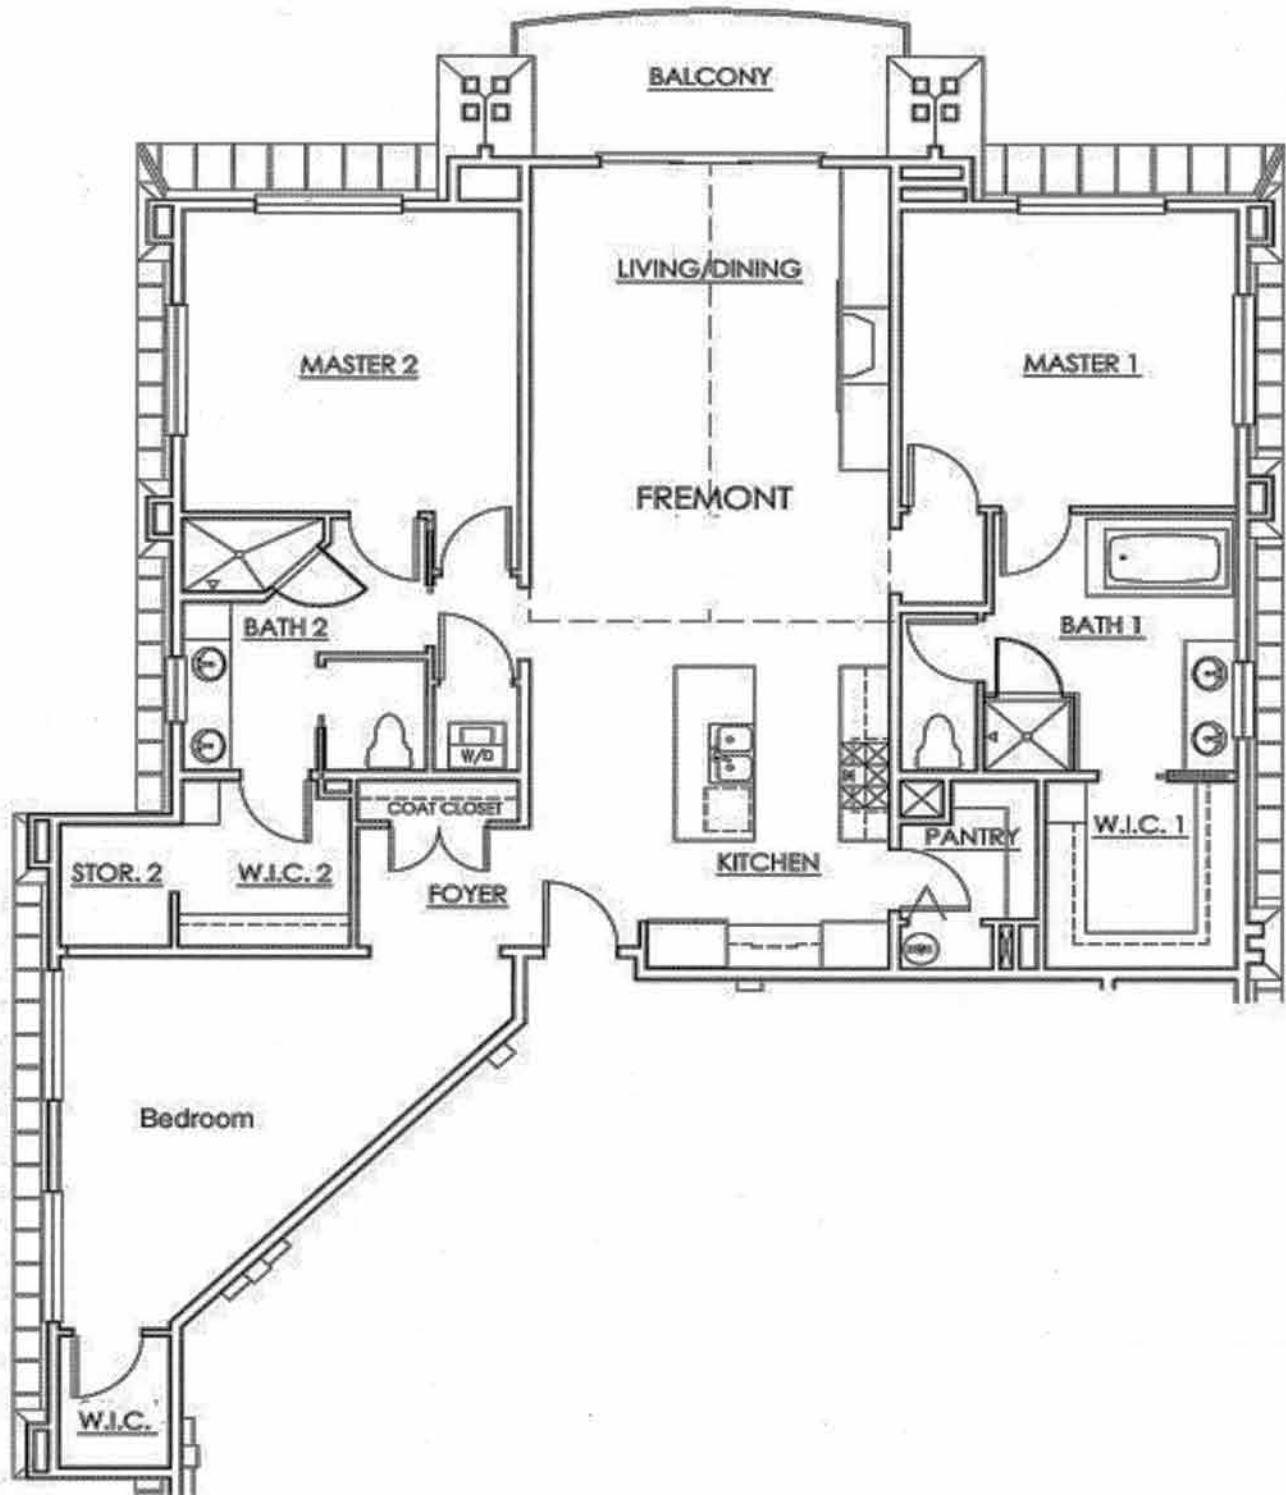 BALCONY
LIVING/DINING
MASTER 2
MASTER 1
FREMONT
BATH 2
BATH 1
W/D
COAT CLOSET
PANTRY
W.I.C. 1
STOR. 2
W.I.C. 2
KITCHEN
FOYER
Bedroom
W.I.C.